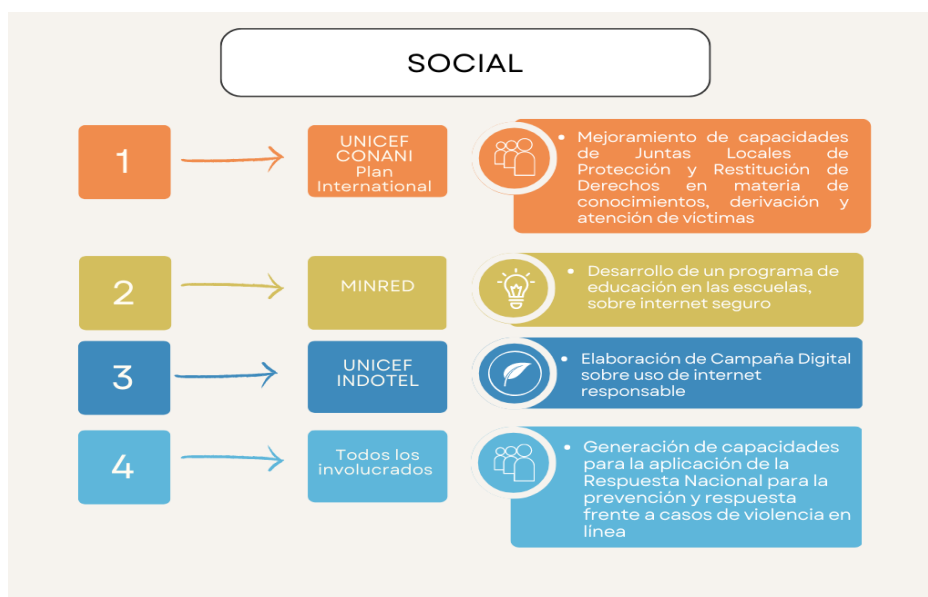 SOCIAL
1
UNICEF
CONANI
Plan
International
• Mejoramiento de capacidades
de Juntas Locales de
Protección y Restitución de
Derechos en materia de
conocimientos, derivación y
atención de víctimas
2
MINRED
• Desarrollo de un programa de
educación en las escuelas,
sobre internet seguro
3
UNICEF
INDOTEL
• Elaboración de Campaña Digital
sobre uso de internet
responsable
4
Todos los
involucrados
• Generación de capacidades
para la aplicación de la
Respuesta Nacional para la
prevención y respuesta
frente a casos de violencia en
línea